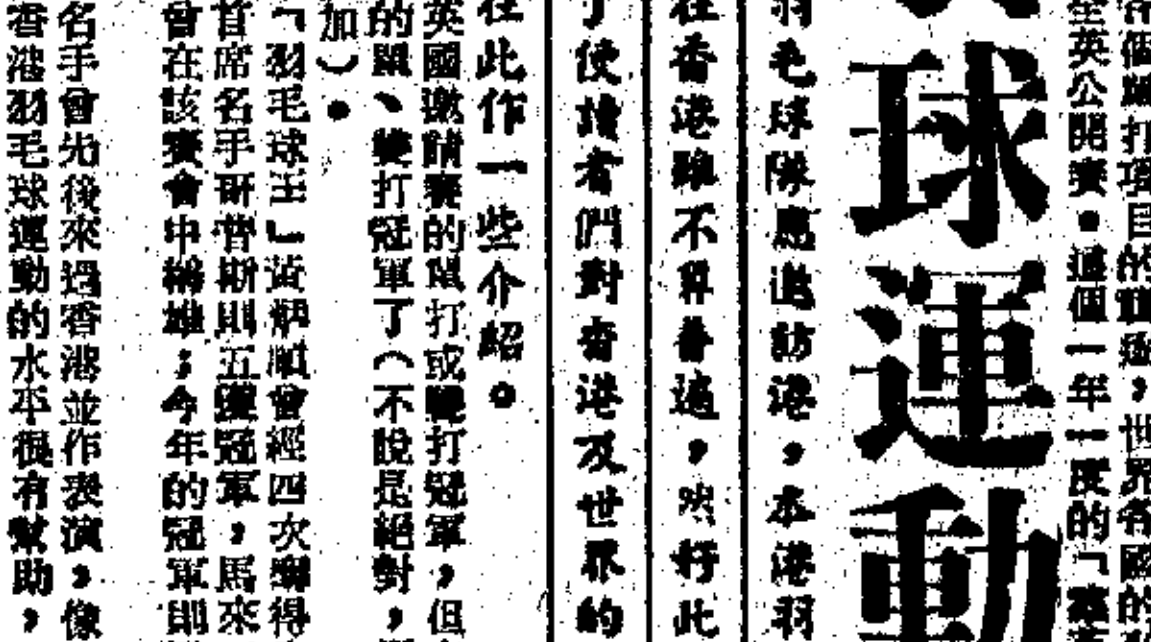 各個雙打項目的
，世界各國的
全英公開賽。這個一年一度的「
球運動
羽毛球隊應邀訪港，本港羽
在香港雖不算普遍，愛好此
了使讀者們對香港及世界的
在此作一些介紹。
英國邀請賽的單打或雙打冠軍，但
的單、雙打冠軍了（不說是絕對，
加）。
「羽毛球王」黃炳順曾經四次獲得
首席名手哥普斯則五獲冠軍，馬來
曾在該賽會中稱雄；今年的冠軍則
名手曾先後來過香港並作表演，像
香港羽毛球運動的水平很有幫助，